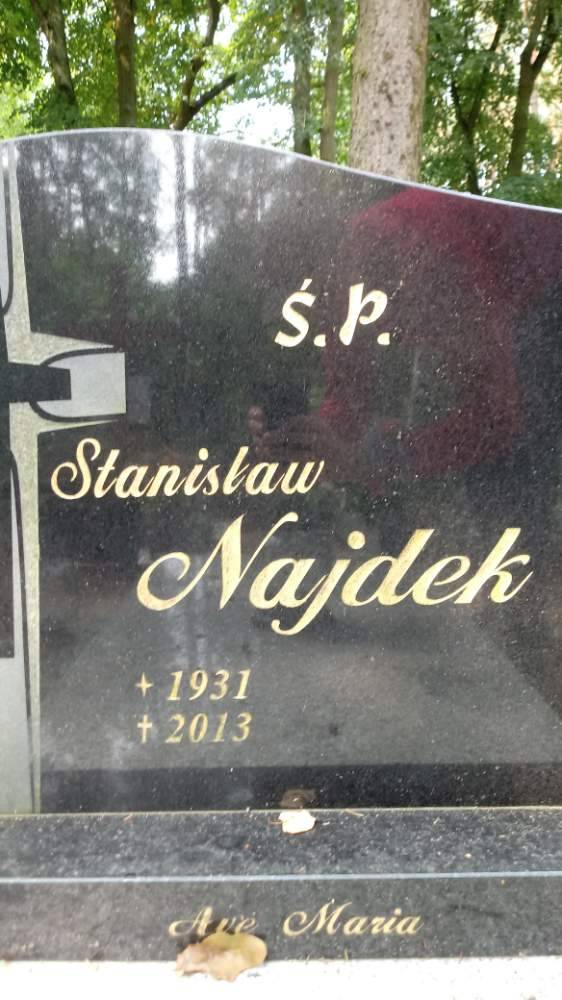 Ś.P.
Stanisław
Najdek
+ 1931
† 2013
Ave Maria